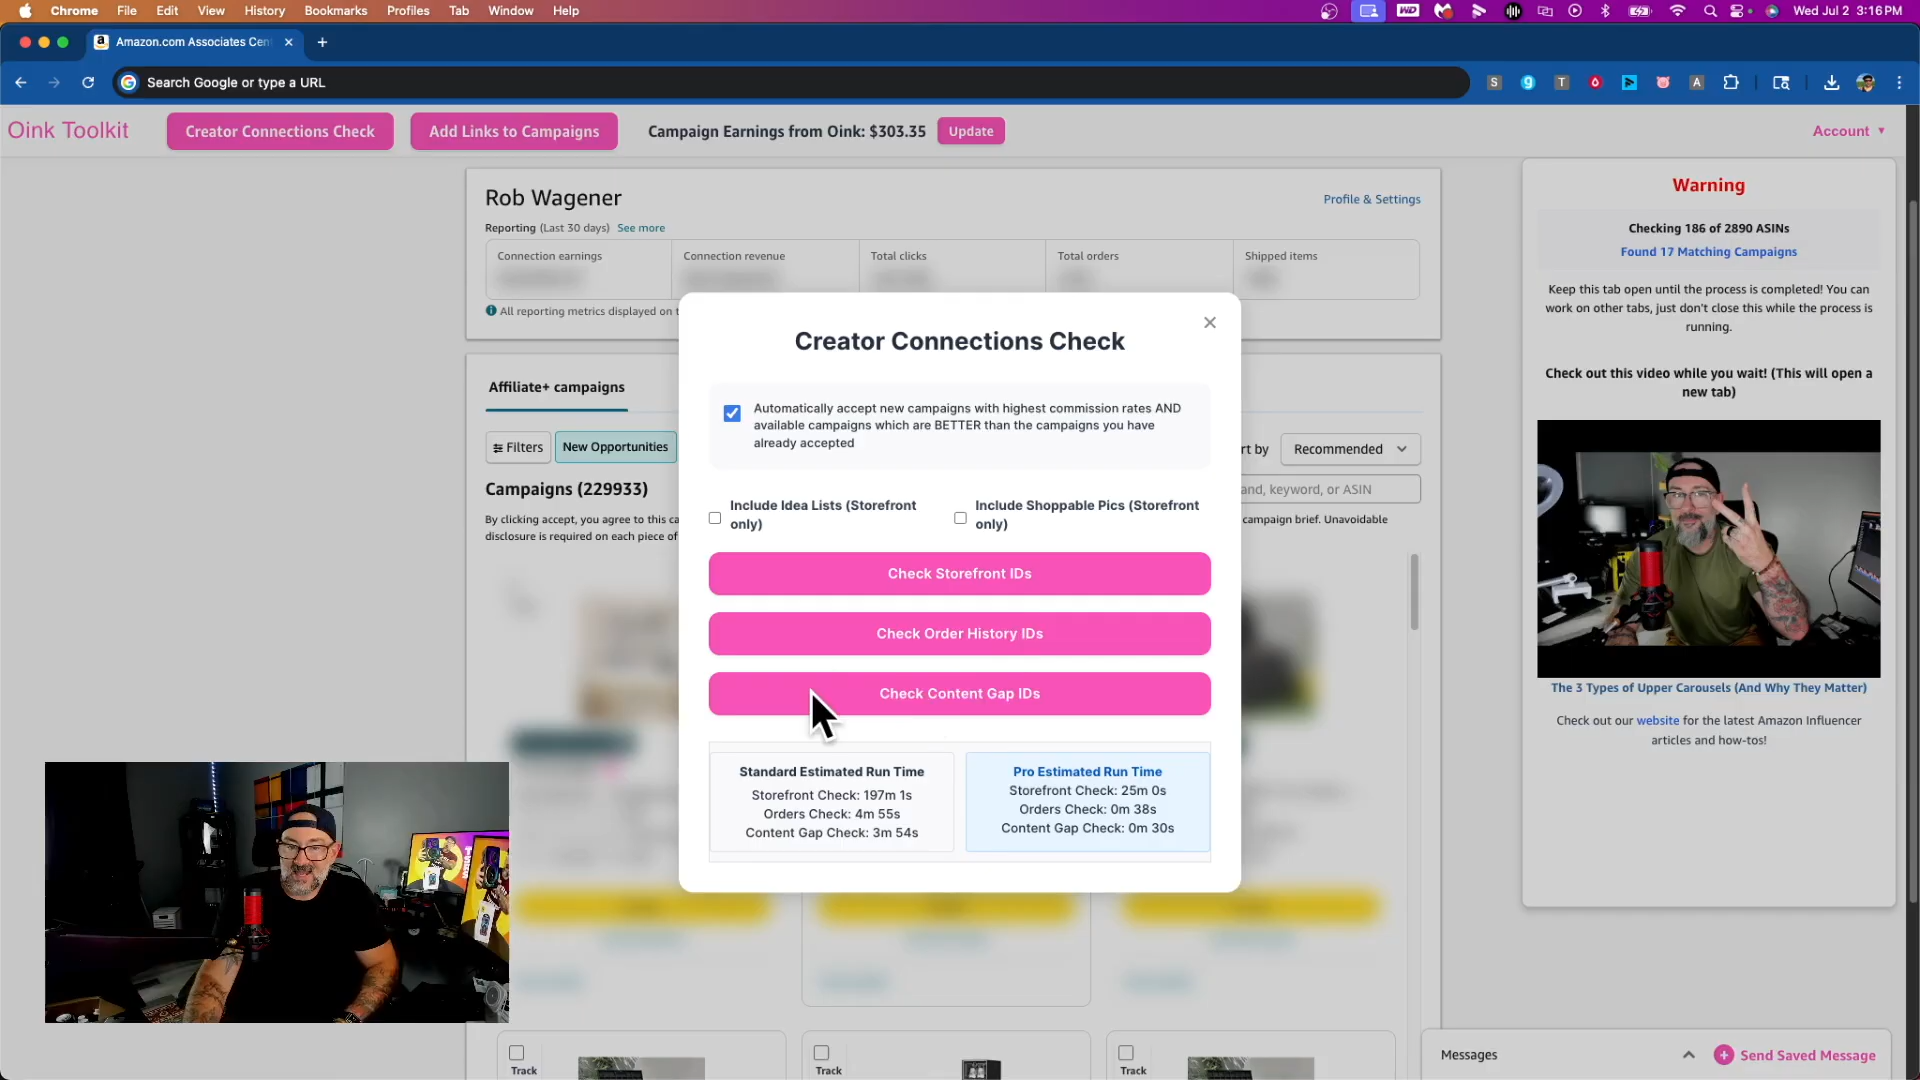 Chrome File Edit View History Bookmarks Profiles Tab Window Help
WD
Wed Jul 2 3:16 PM
Amazon.com Associates Cen
Search Google or type a URL
Oink Toolkit
Creator Connections Check
Add Links to Campaigns
Campaign Earnings from Oink: $303.35
Update
Account
Rob Wagener
Profile & Settings
Reporting (Last 30 days) See more
Connection earnings
Connection revenue
Total clicks
Total orders
Shipped items
All reporting metrics displayed on t
Affiliate+ campaigns
Filters
New Opportunities
rt by
Recommended
Campaigns (229933)
and, keyword, or ASIN
By clicking accept, you agree to this ca
campaign brief. Unavoidable
disclosure is required on each piece of
Creator Connections Check
Automatically accept new campaigns with highest commission rates AND
available campaigns which are BETTER than the campaigns you have
already accepted
Include Idea Lists (Storefront
only)
Include Shoppable Pics (Storefront
only)
Check Storefront IDs
Check Order History IDs
Check Content Gap IDs
Standard Estimated Run Time
Storefront Check: 197m 1s
Orders Check: 4m 55s
Content Gap Check: 3m 54s
Pro Estimated Run Time
Storefront Check: 25m 0s
Orders Check: 0m 38s
Content Gap Check: 0m 30s
Warning
Checking 186 of 2890 ASINs
Found 17 Matching Campaigns
Keep this tab open until the process is completed! You can
work on other tabs, just don't close this while the process is
running.
Check out this video while you wait! (This will open a
new tab)
The 3 Types of Upper Carousels (And Why They Matter)
Check out our website for the latest Amazon Influencer
articles and how-tos!
Track
Track
Track
Messages
Send Saved Message